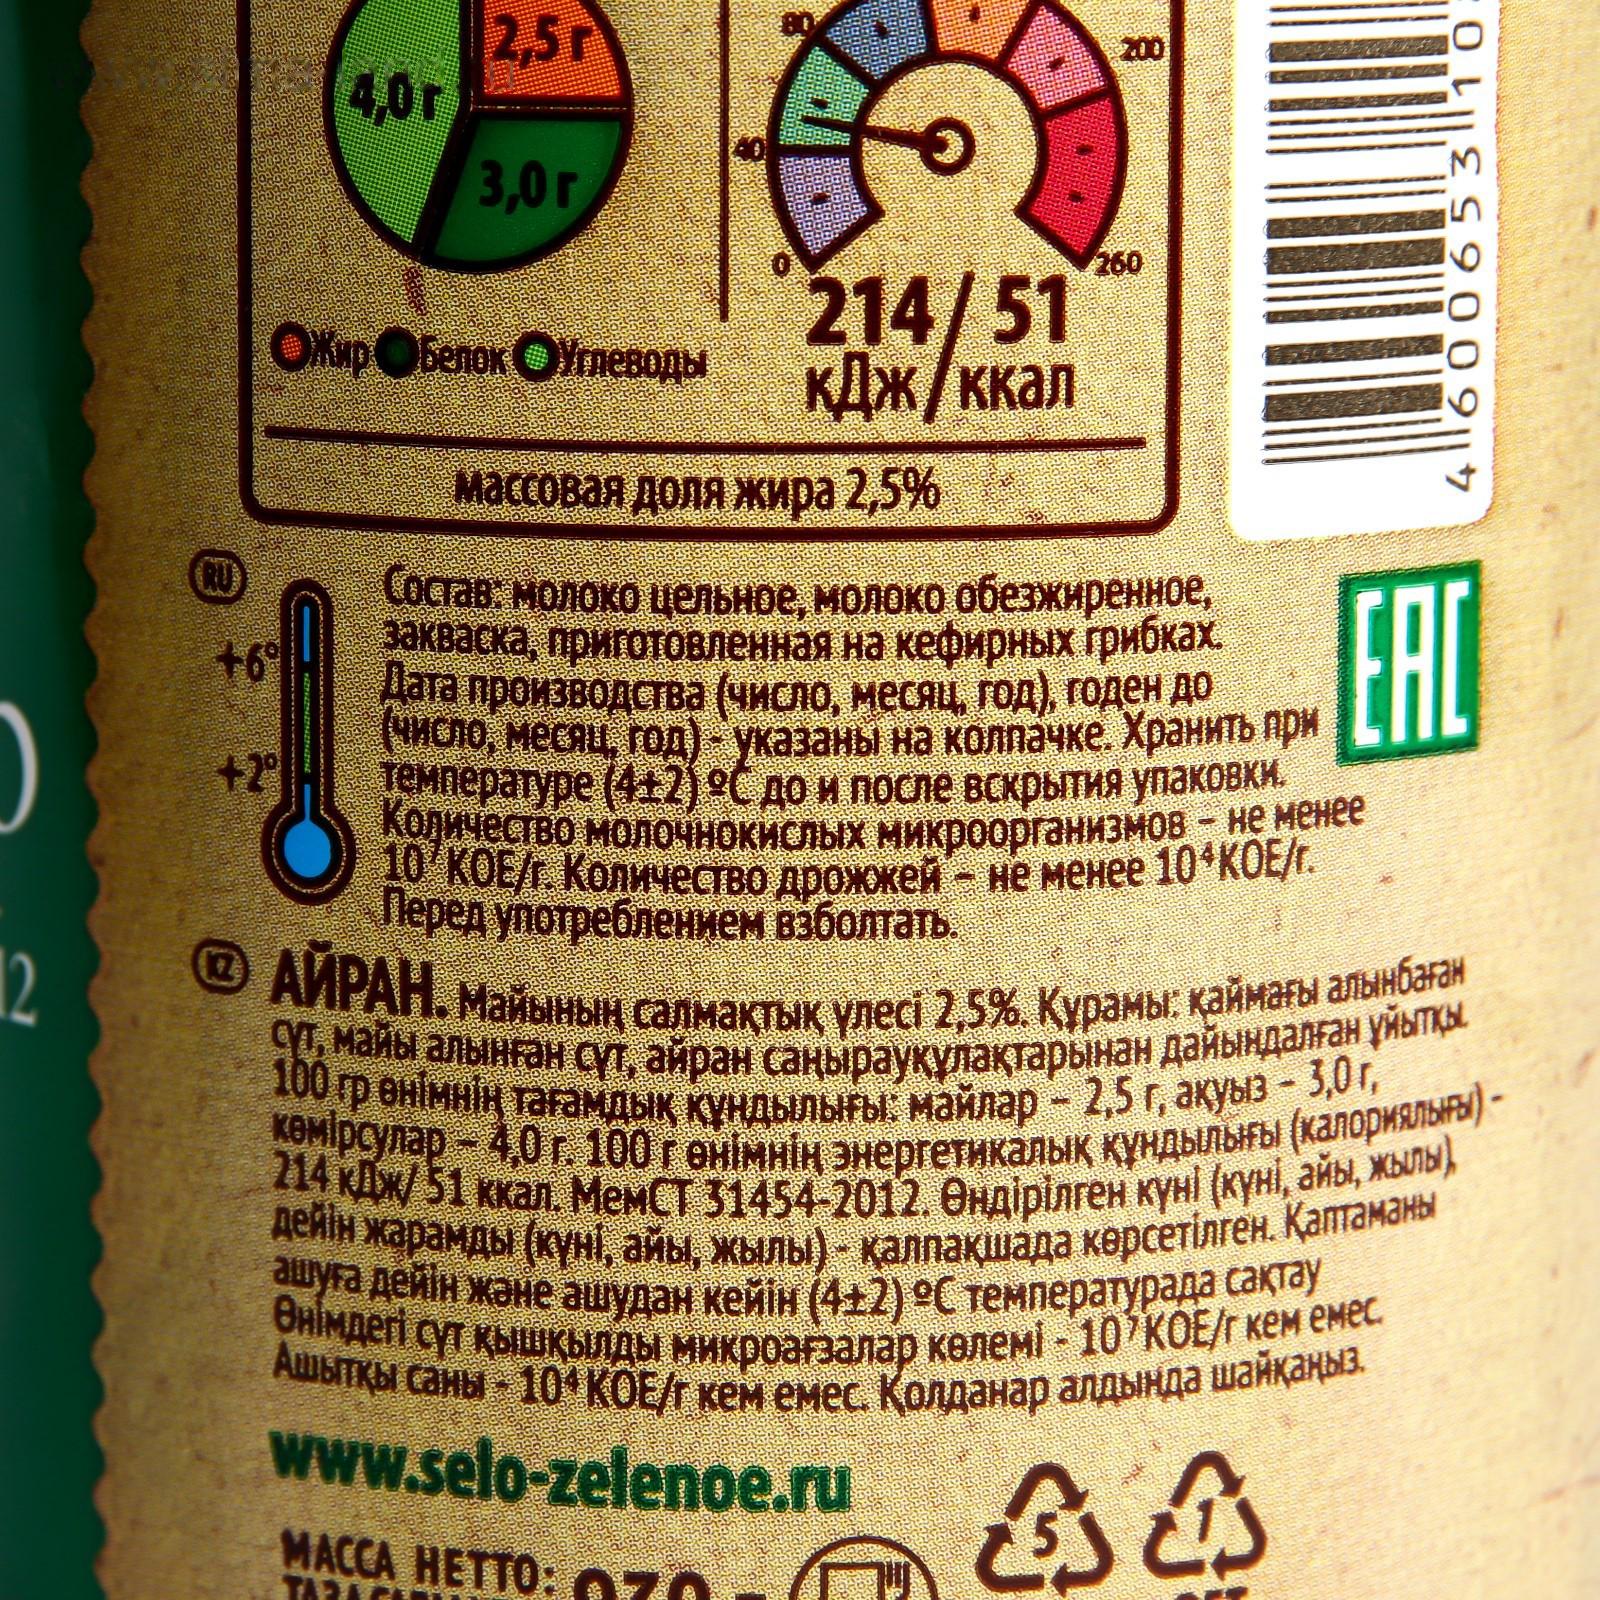 2,5 г
4,0 г
3,0 г
Жир Белок Углеводы
80
200
40
0
260
214 / 51
кДж / ккал
массовая доля жира 2,5%
4 600653 10
RU
+6°
+2°
Состав: молоко цельное, молоко обезжиренное,
закваска, приготовленная на кефирных грибках.
Дата производства (число, месяц, год), годен до
(число, месяц, год) - указаны на колпачке. Хранить при
температуре (4±2) ºС до и после вскрытия упаковки.
Количество молочнокислых микроорганизмов – не менее
10⁷ КОЕ/г. Количество дрожжей – не менее 10⁴ КОЕ/г.
Перед употреблением взболтать.
EAC
KZ
АЙРАН. Майының салмақтық үлесі 2,5%. Құрамы: қаймағы алынбаған
сүт, майы алынған сүт, айран саңырауқұлақтарынан дайындалған ұйытқы.
100 гр өнімнің тағамдық құндылығы: майлар – 2,5 г, ақуыз – 3,0 г,
көмірсулар – 4,0 г. 100 г өнімнің энергетикалық құндылығы (калориялығы) -
214 кДж/ 51 ккал. МемСТ 31454-2012. Өндірілген күні (күні, айы, жылы),
дейін жарамды (күні, айы, жылы) - қалпақшада көрсетілген. Қаптаманы
ашуға дейін және ашудан кейін (4±2) ºС температурада сақтау
Өнімдегі сүт қышқылды микроағзалар көлемі - 10⁷ КОЕ/г кем емес.
Ашытқы саны - 10⁴ КОЕ/г кем емес. Қолданар алдында шайқаңыз.
www.selo-zelenoe.ru
5
1
МАССА НЕТТО:
12